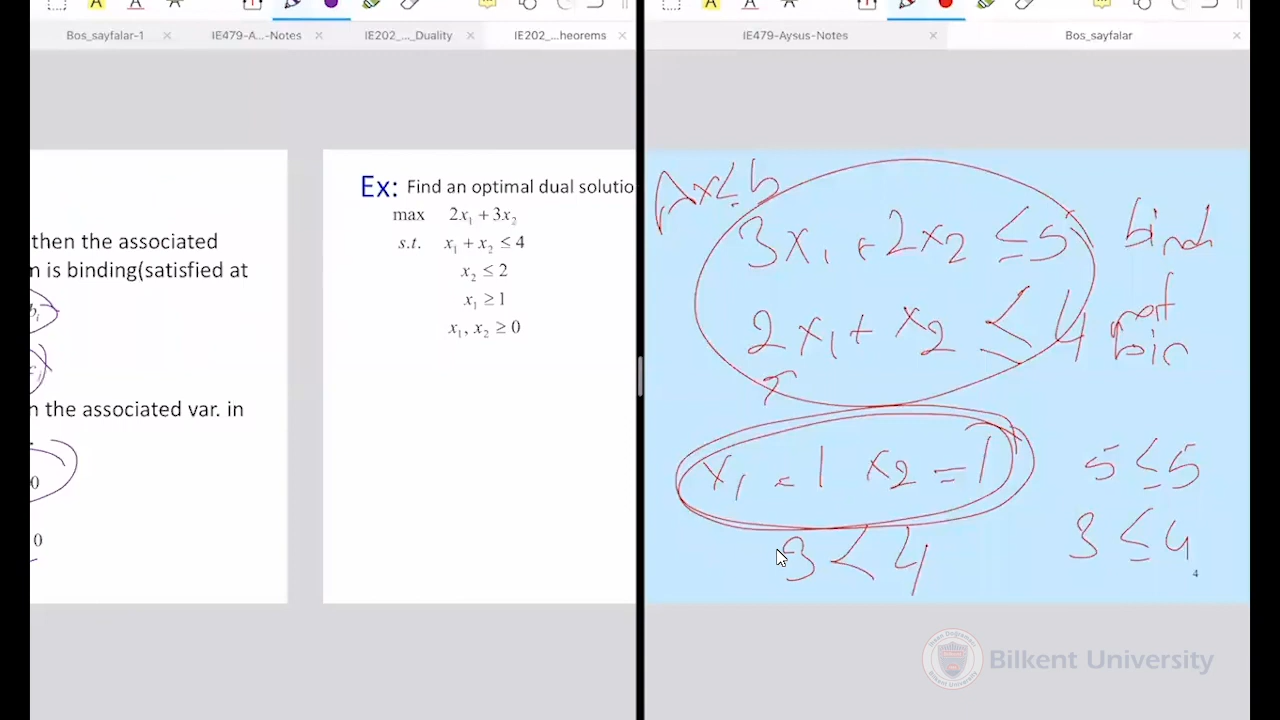 Bos_sayfalar-1
IE479-A...-Notes
IE202_..._Duality
IE202_...heorems
IE479-Aysus-Notes
Bos_sayfalar
then the associated
m is binding(satisfied at
b_i
n the associated var. in
0
0
Ex: Find an optimal dual solutio
max 2x₁ + 3x₂
s.t. x₁ + x₂ ≤ 4
x₂ ≤ 2
x₁ ≥ 1
x₁, x₂ ≥ 0
Ax ≤ b
3x₁ + 2x₂ ≤ 5 bind
2x₁ + x₂ ≤ 4 not
bin
x₁ = 1 x₂ = 1 5 ≤ 5
3 < 4 3 ≤ 4
4
Bilkent University